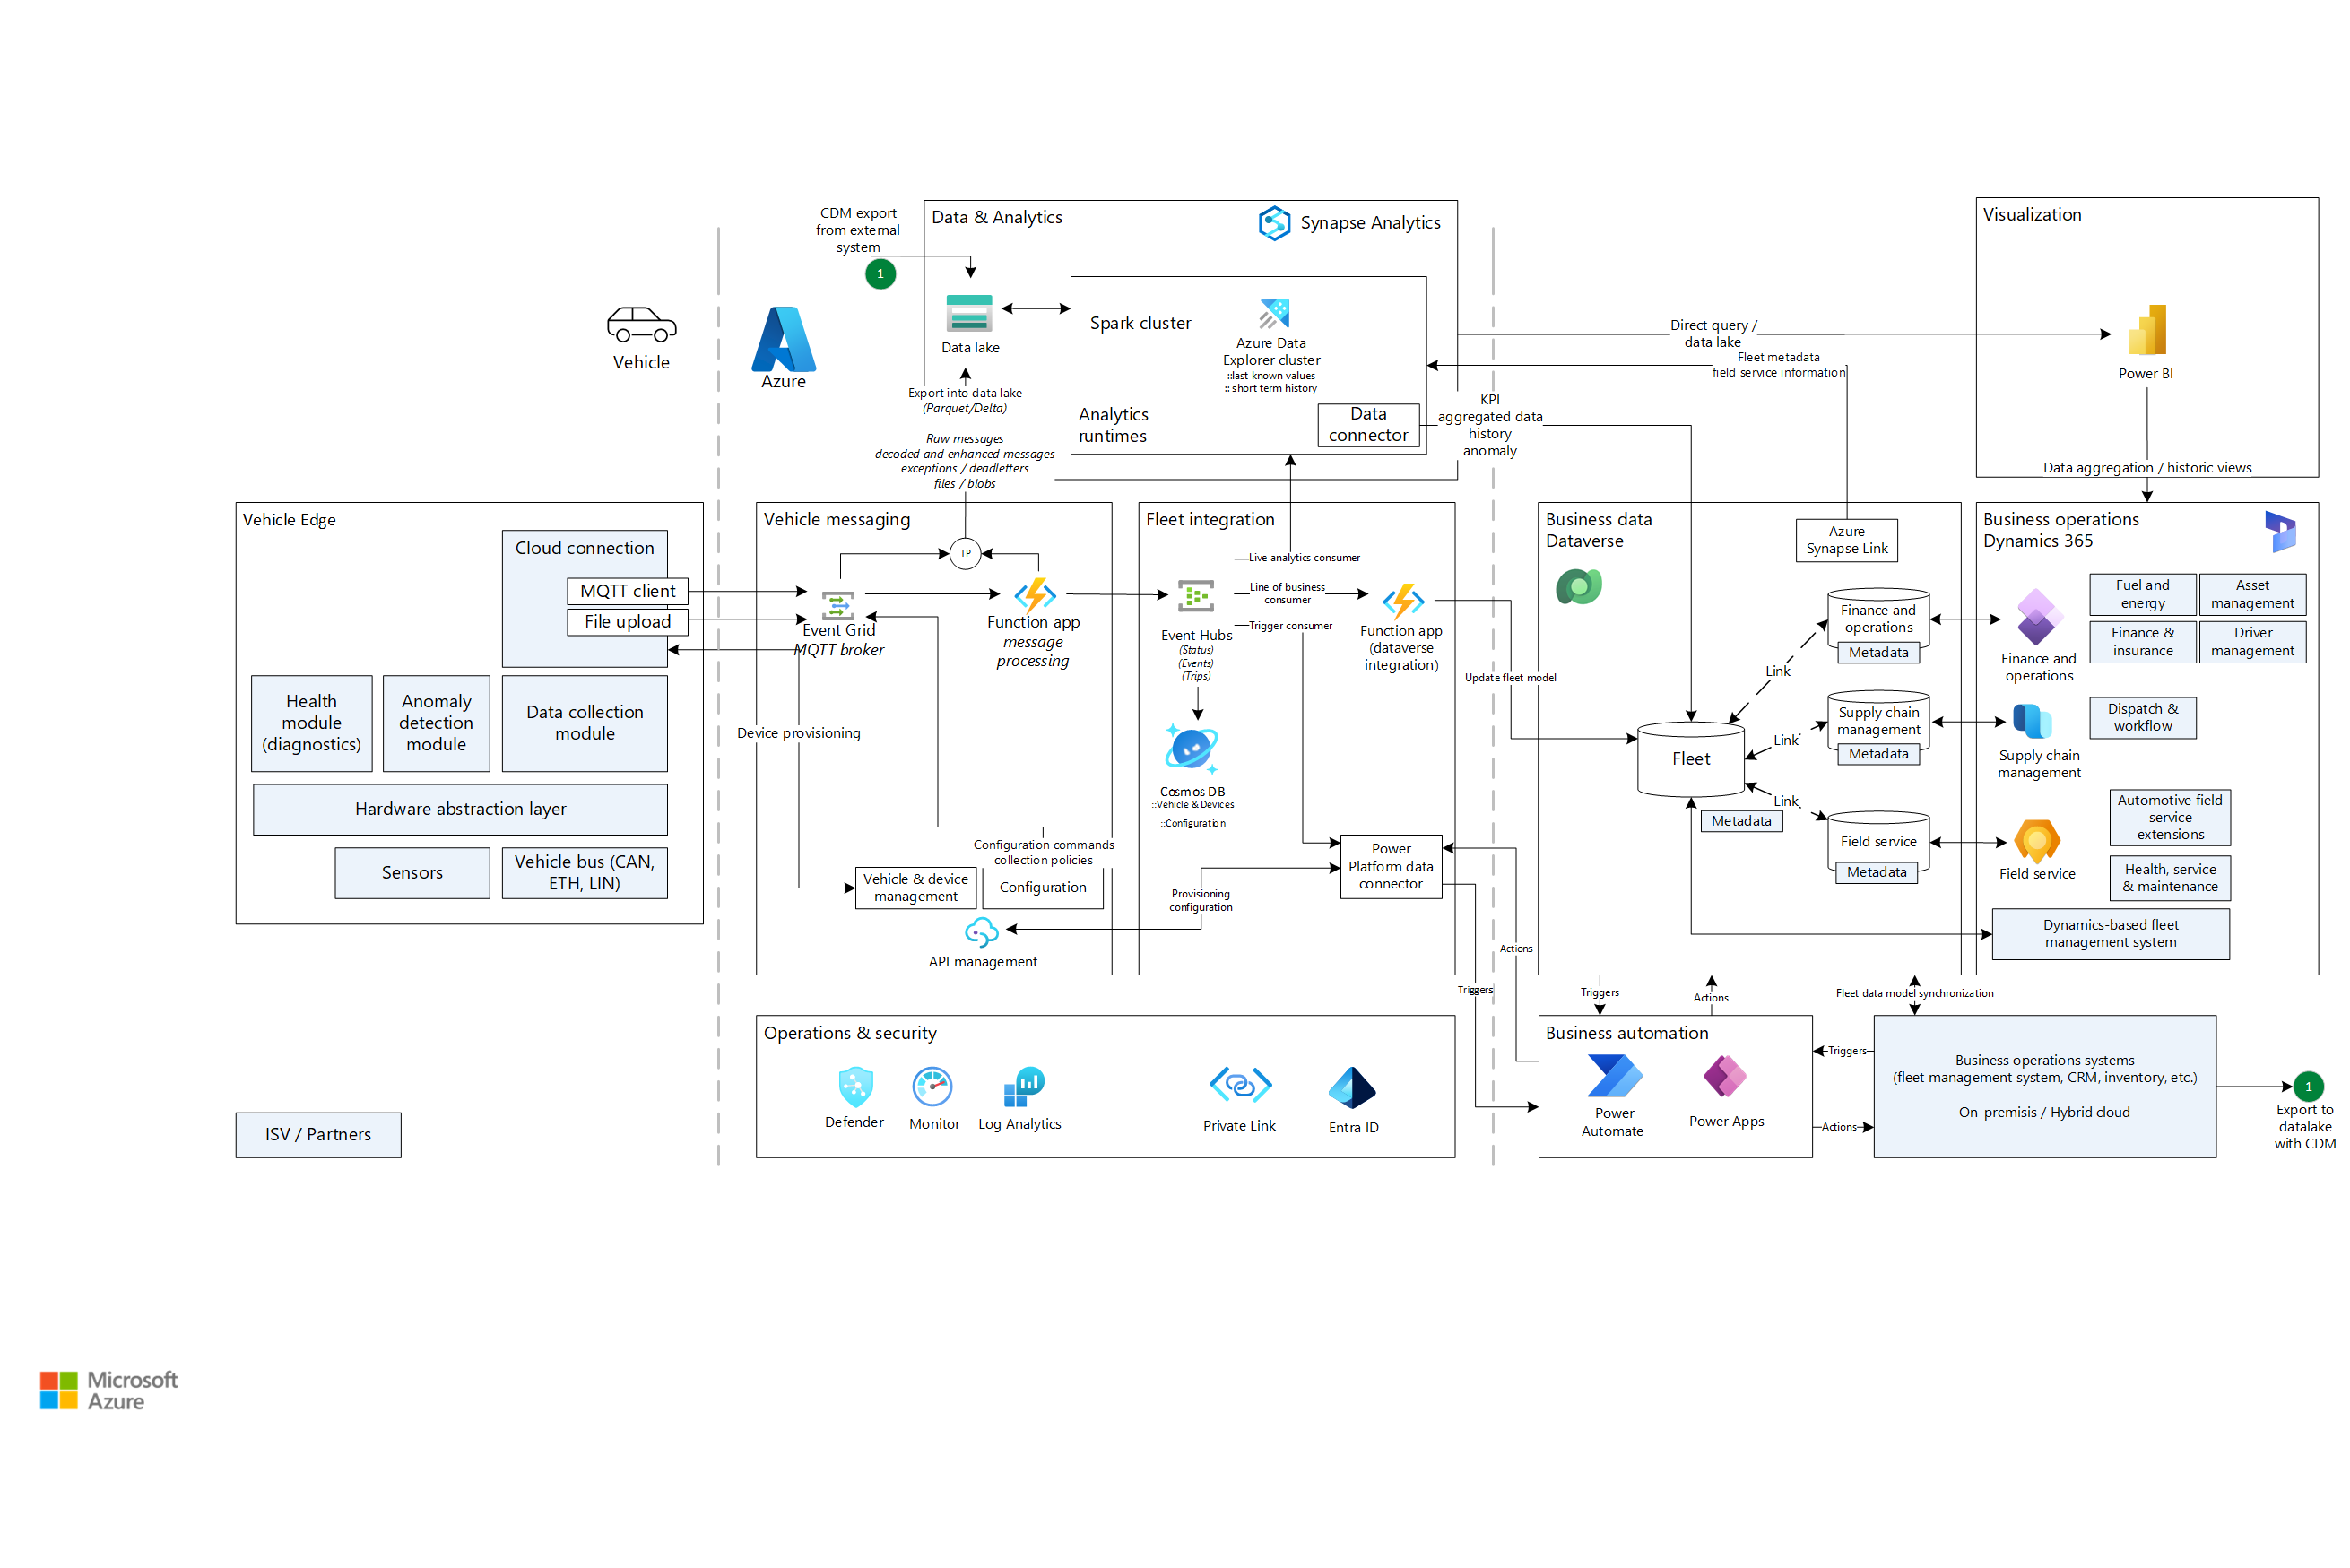 CDM export
from external
system
1
Data & Analytics
Synapse Analytics
Visualization
Vehicle
Azure
Data lake
Spark cluster
Azure Data
Explorer cluster
::last known values
:: short term history
Analytics
runtimes
Data
connector
Export into data lake
(Parquet/Delta)
Raw messages
decoded and enhanced messages
exceptions / deadletters
files / blobs
Direct query /
data lake
Fleet metadata
field service information
KPI
aggregated data
history
anomaly
Power BI
Data aggregation / historic views
Vehicle Edge
Cloud connection
MQTT client
File upload
Health
module
(diagnostics)
Anomaly
detection
module
Data collection
module
Hardware abstraction layer
Sensors
Vehicle bus (CAN,
ETH, LIN)
Vehicle messaging
TP
Event Grid
MQTT broker
Function app
message
processing
Device provisioning
Configuration commands
collection policies
Vehicle & device
management
Configuration
API management
Fleet integration
Live analytics consumer
Line of business
consumer
Trigger consumer
Event Hubs
(Status)
(Events)
(Trips)
Function app
(dataverse
integration)
Cosmos DB
::Vehicle & Devices
::Configuration
Power
Platform data
connector
Provisioning
configuration
Update fleet model
Actions
Triggers
Business data
Dataverse
Azure
Synapse Link
Finance and
operations
Metadata
Link
Supply chain
management
Metadata
Link
Fleet
Metadata
Link
Field service
Metadata
Business operations
Dynamics 365
Fuel and
energy
Asset
management
Finance &
insurance
Driver
management
Finance and
operations
Dispatch &
workflow
Supply chain
management
Automotive field
service
extensions
Field service
Health, service
& maintenance
Dynamics-based fleet
management system
Triggers
Actions
Fleet data model synchronization
Operations & security
Defender
Monitor
Log Analytics
Private Link
Entra ID
Business automation
Power
Automate
Power Apps
Triggers
Actions
Business operations systems
(fleet management system, CRM, inventory, etc.)
On-premisis / Hybrid cloud
1
Export to
datalake
with CDM
ISV / Partners
Microsoft
Azure